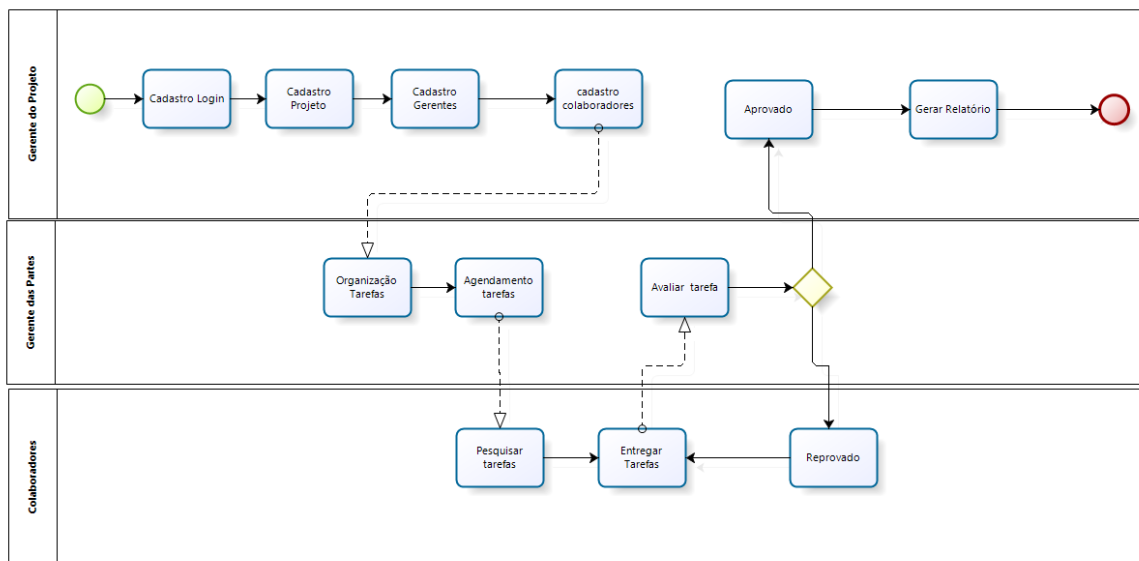 Gerente do Projeto
Cadastro Login
Cadastro
Projeto
Cadastro
Gerentes
cadastro
colaboradores
Aprovado
Gerar Relatório
Gerente das Partes
Organização
Tarefas
Agendamento
tarefas
Avaliar tarefa
Colaboradores
Pesquisar
tarefas
Entregar
Tarefas
Reprovado